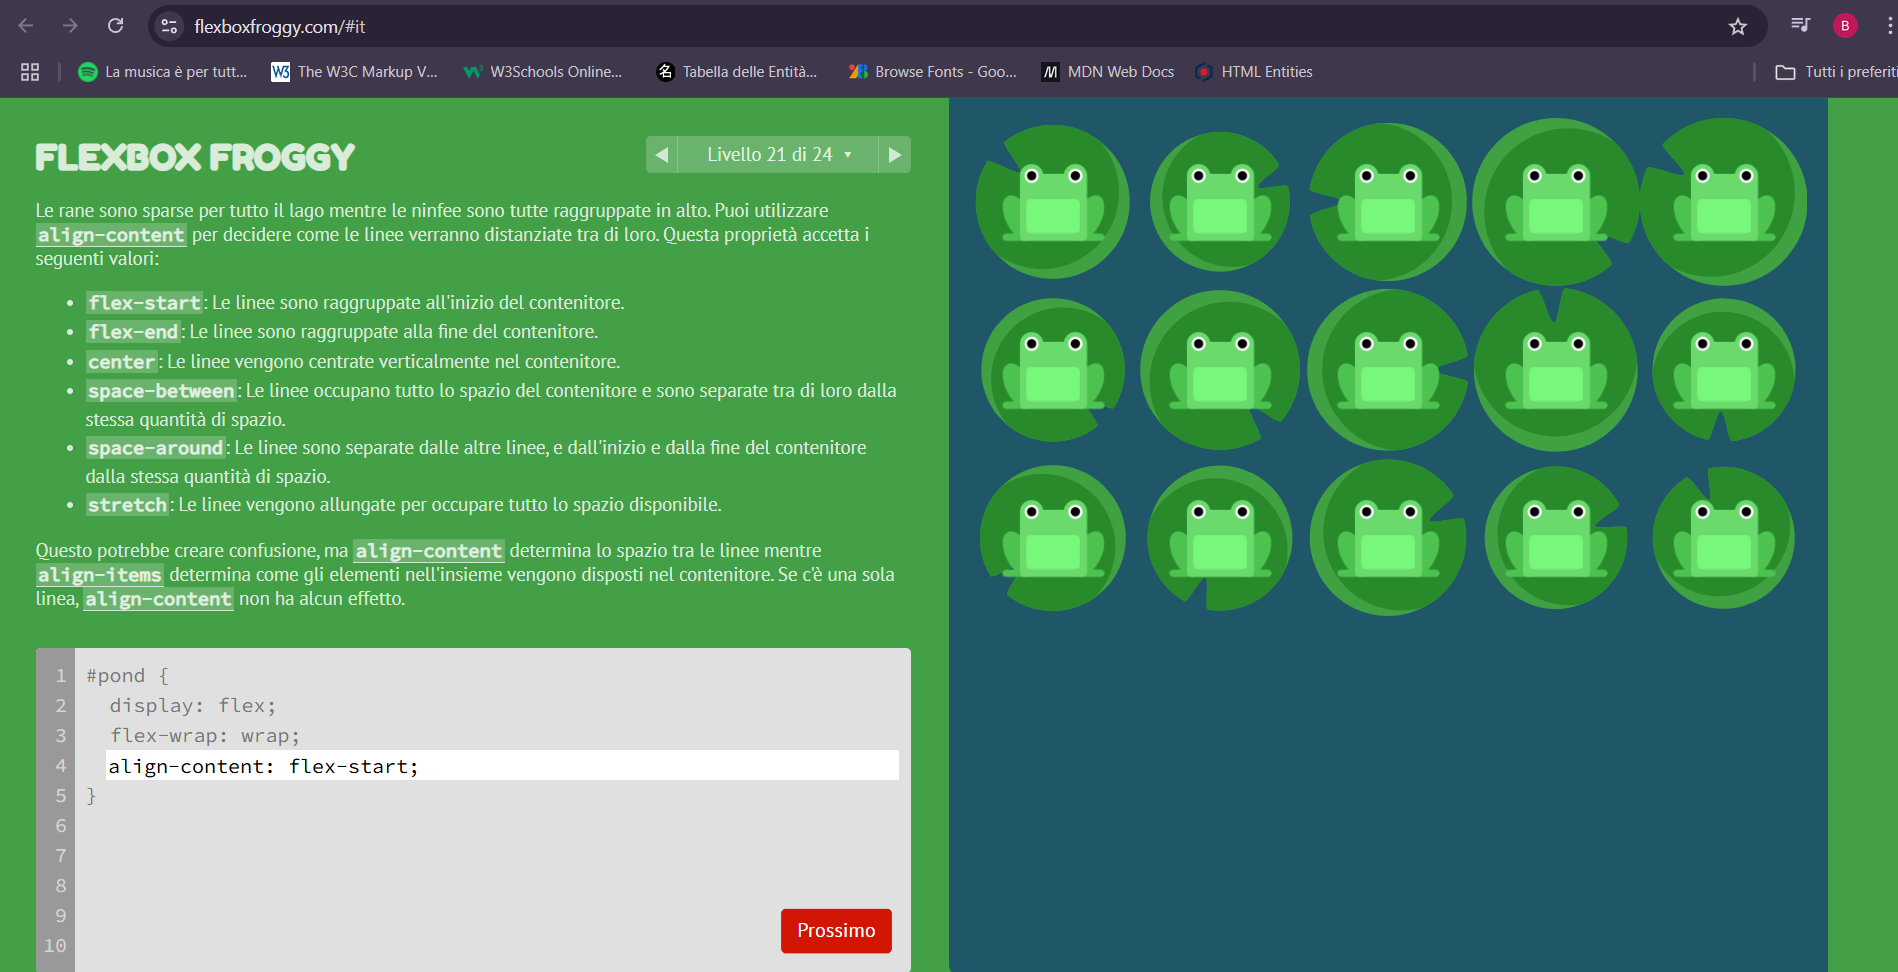 flexboxfroggy.com/#it
B
La musica è per tutt...
The W3C Markup V...
W3Schools Online...
Tabella delle Entità...
Browse Fonts - Goo...
MDN Web Docs
HTML Entities
Tutti i preferiti
FLEXBOX FROGGY
Livello 21 di 24
Le rane sono sparse per tutto il lago mentre le ninfee sono tutte raggruppate in alto. Puoi utilizzare
align-content per decidere come le linee verranno distanziate tra di loro. Questa proprietà accetta i
seguenti valori:
• flex-start: Le linee sono raggruppate all'inizio del contenitore.
• flex-end: Le linee sono raggruppate alla fine del contenitore.
• center: Le linee vengono centrate verticalmente nel contenitore.
• space-between: Le linee occupano tutto lo spazio del contenitore e sono separate tra di loro dalla
stessa quantità di spazio.
• space-around: Le linee sono separate dalle altre linee, e dall'inizio e dalla fine del contenitore
dalla stessa quantità di spazio.
• stretch: Le linee vengono allungate per occupare tutto lo spazio disponibile.
Questo potrebbe creare confusione, ma align-content determina lo spazio tra le linee mentre
align-items determina come gli elementi nell'insieme vengono disposti nel contenitore. Se c'è una sola
linea, align-content non ha alcun effetto.
1 #pond {
2 display: flex;
3 flex-wrap: wrap;
4 align-content: flex-start;
5 }
6
7
8
9
10
Prossimo